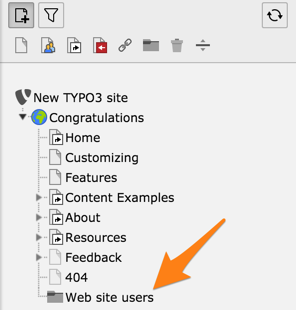 New TYPO3 site
Congratulations
Home
Customizing
Features
Content Examples
About
Resources
Feedback
404
Web site users